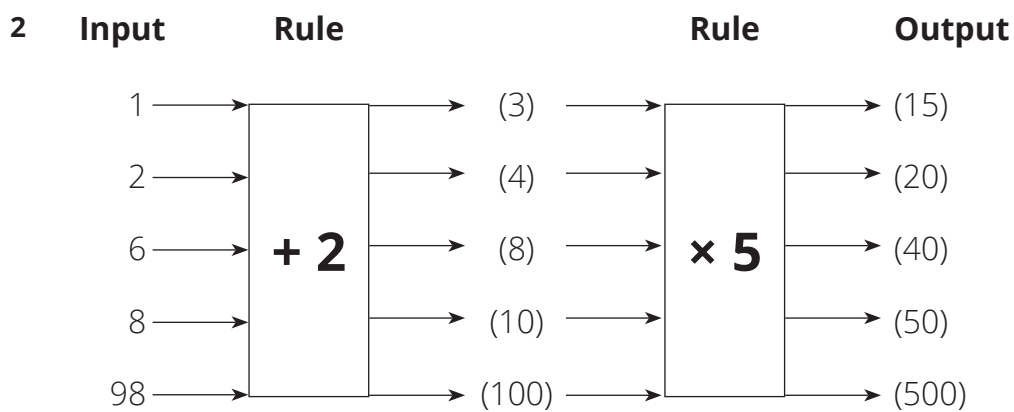 2 Input Rule Rule Output
1 (3) (15)
2 (4) (20)
6 + 2 (8) × 5 (40)
8 (10) (50)
98 (100) (500)